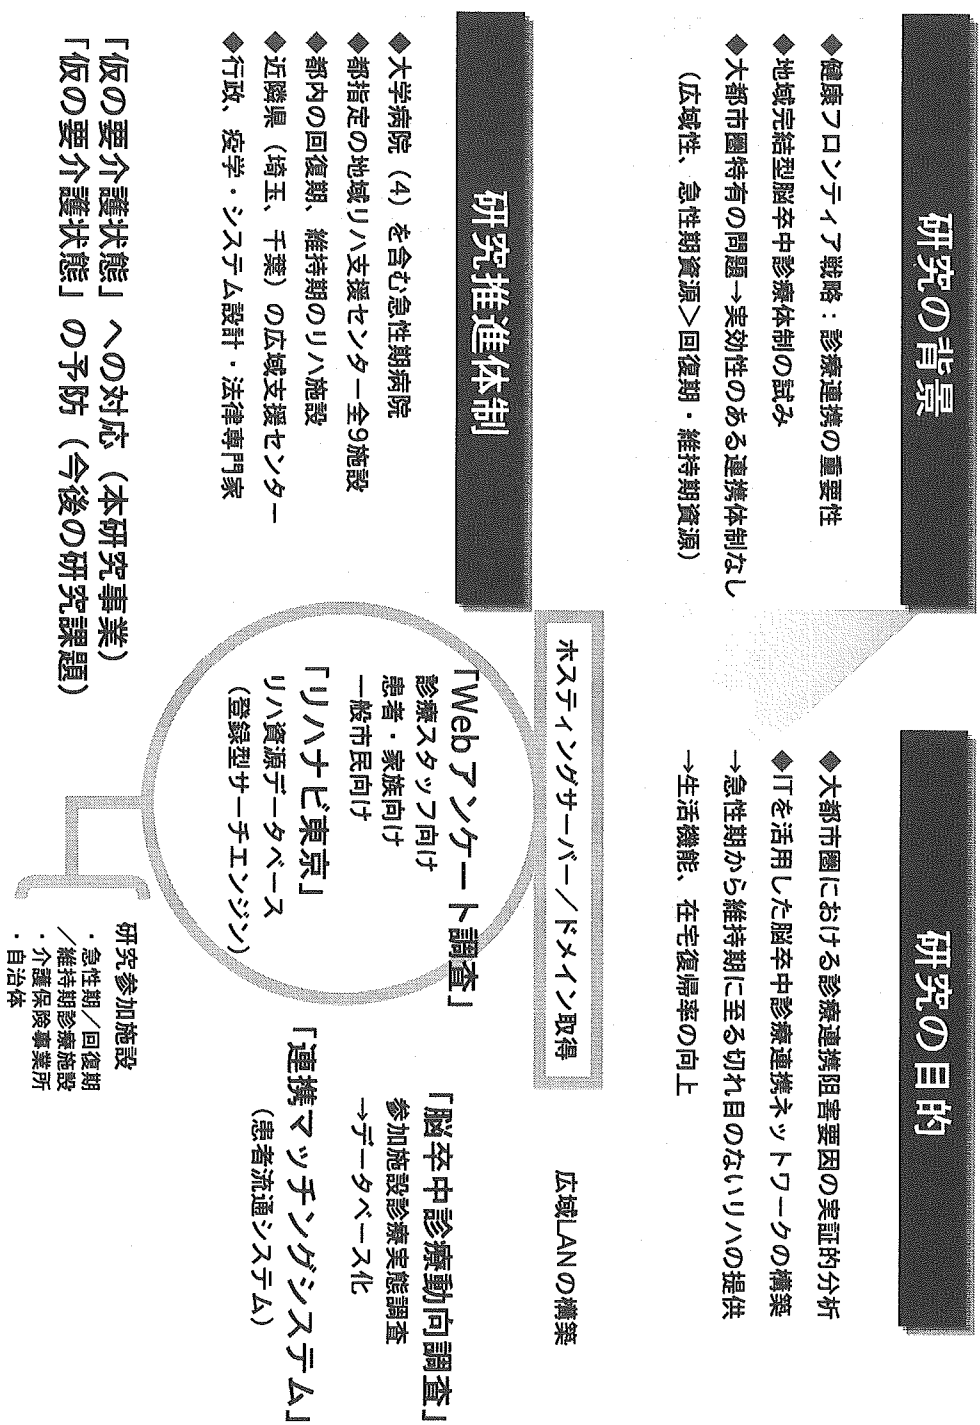 研究の背景
◆健康フロンティア戦略：診療連携の重要性
◆地域完結型脳卒中診療体制の試み
◆大都市圏特有の問題→実効性のある連携体制なし
（広域性、急性期資源＞回復期・維持期資源）
研究の目的
◆大都市圏における診療連携阻害要因の実証的分析
◆ITを活用した脳卒中診療連携ネットワークの構築
→急性期から維持期に至る切れ目のないリハの提供
→生活機能、在宅復帰率の向上
研究推進体制
◆大学病院（4）を含む急性期病院
◆都指定の地域リハ支援センター全9施設
◆都内の回復期、維持期のリハ施設
◆近隣県（埼玉、千葉）の広域支援センター
◆行政、疫学・システム設計・法律専門家
ホスティングサーバー／ドメイン取得
広域LANの構築
「Webアンケート調査」
診療スタッフ向け
患者・家族向け
一般市民向け
「リハナビ東京」
リハ資源データベース
（登録型サーチエンジン）
「脳卒中診療動向調査」
参加施設診療実態調査
→データベース化
「連携マッチングシステム」
（患者流通システム）
研究参加施設
・急性期／回復期
／維持期診療施設
・介護保険事業所
・自治体
「仮の要介護状態」への対応（本研究事業）
「仮の要介護状態」の予防（今後の研究課題）